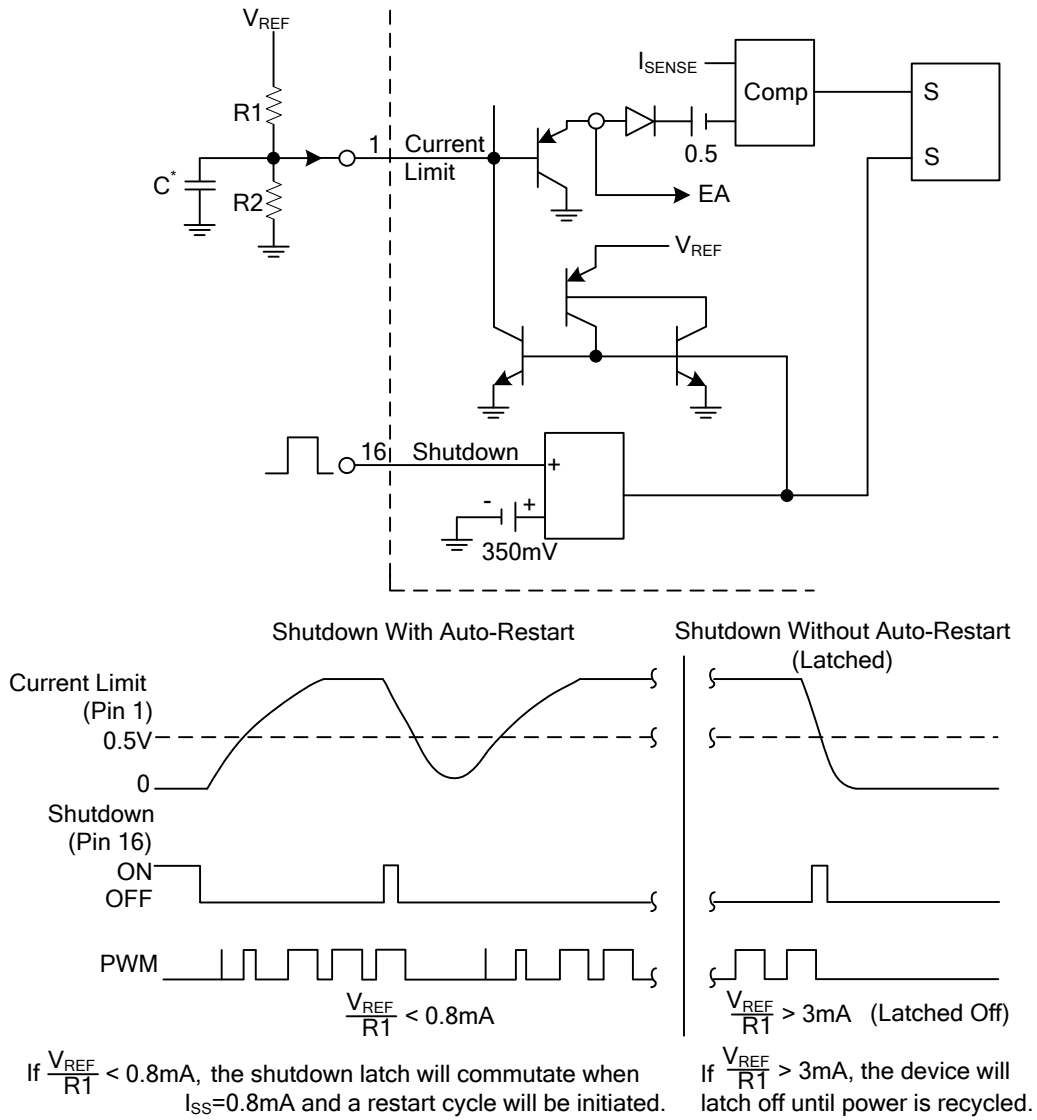 VREF
ISENSE
Comp
S
R1
1
Current
Limit
0.5
S
C*
R2
EA
VREF
16
Shutdown
+
- +
350mV
Shutdown With Auto-Restart
Shutdown Without Auto-Restart
(Latched)
Current Limit
(Pin 1)
0.5V
0
Shutdown
(Pin 16)
ON
OFF
PWM
VREF/R1 < 0.8mA
VREF/R1 > 3mA (Latched Off)
If VREF/R1 < 0.8mA, the shutdown latch will commutate when
ISS=0.8mA and a restart cycle will be initiated.
If VREF/R1 > 3mA, the device will
latch off until power is recycled.